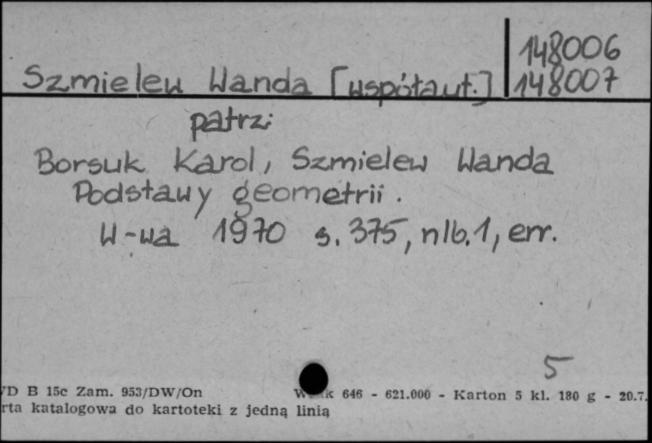 148006
Szmielew Wanda [współaut.] 148007
patrz:
Borsuk Karol, Szmielew Wanda
Podstawy geometrii.
W-wa 1970 s. 375, nlb. 1, err.
5
D B 15c Zam. 953/DW/On 646 - 621.000 - Karton 5 kl. 180 g - 20.7.
rta katalogowa do kartoteki z jedną linią